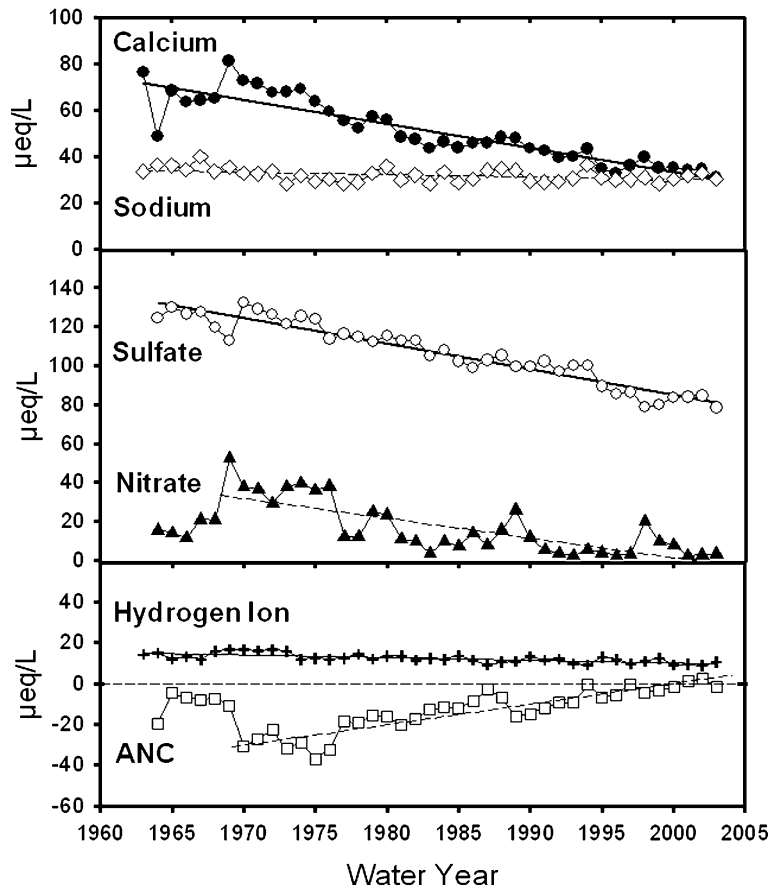 100
Calcium
80
60
µeq/L
40
20
Sodium
0
140
120
Sulfate
100
µeq/L
80
60
40
Nitrate
20
0
40
Hydrogen Ion
20
µeq/L
0
-20
ANC
-40
-60
1960 1965 1970 1975 1980 1985 1990 1995 2000 2005
Water Year